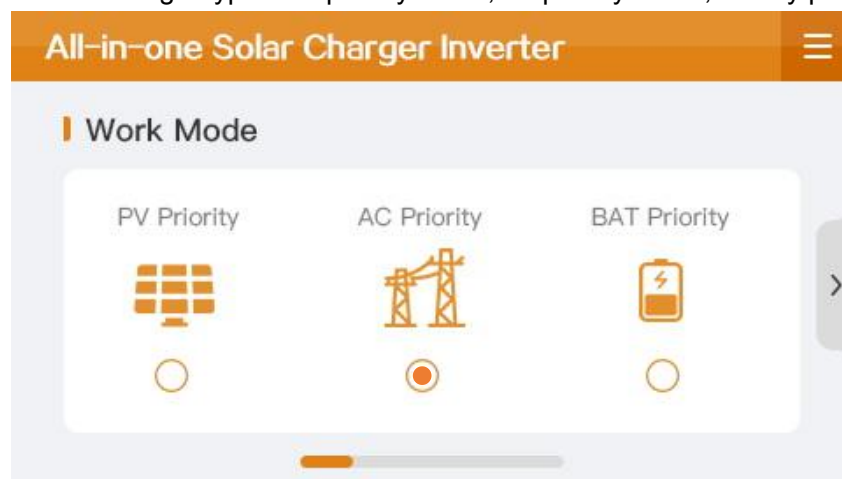 All-in-one Solar Charger Inverter
Work Mode
PV Priority AC Priority BAT Priority